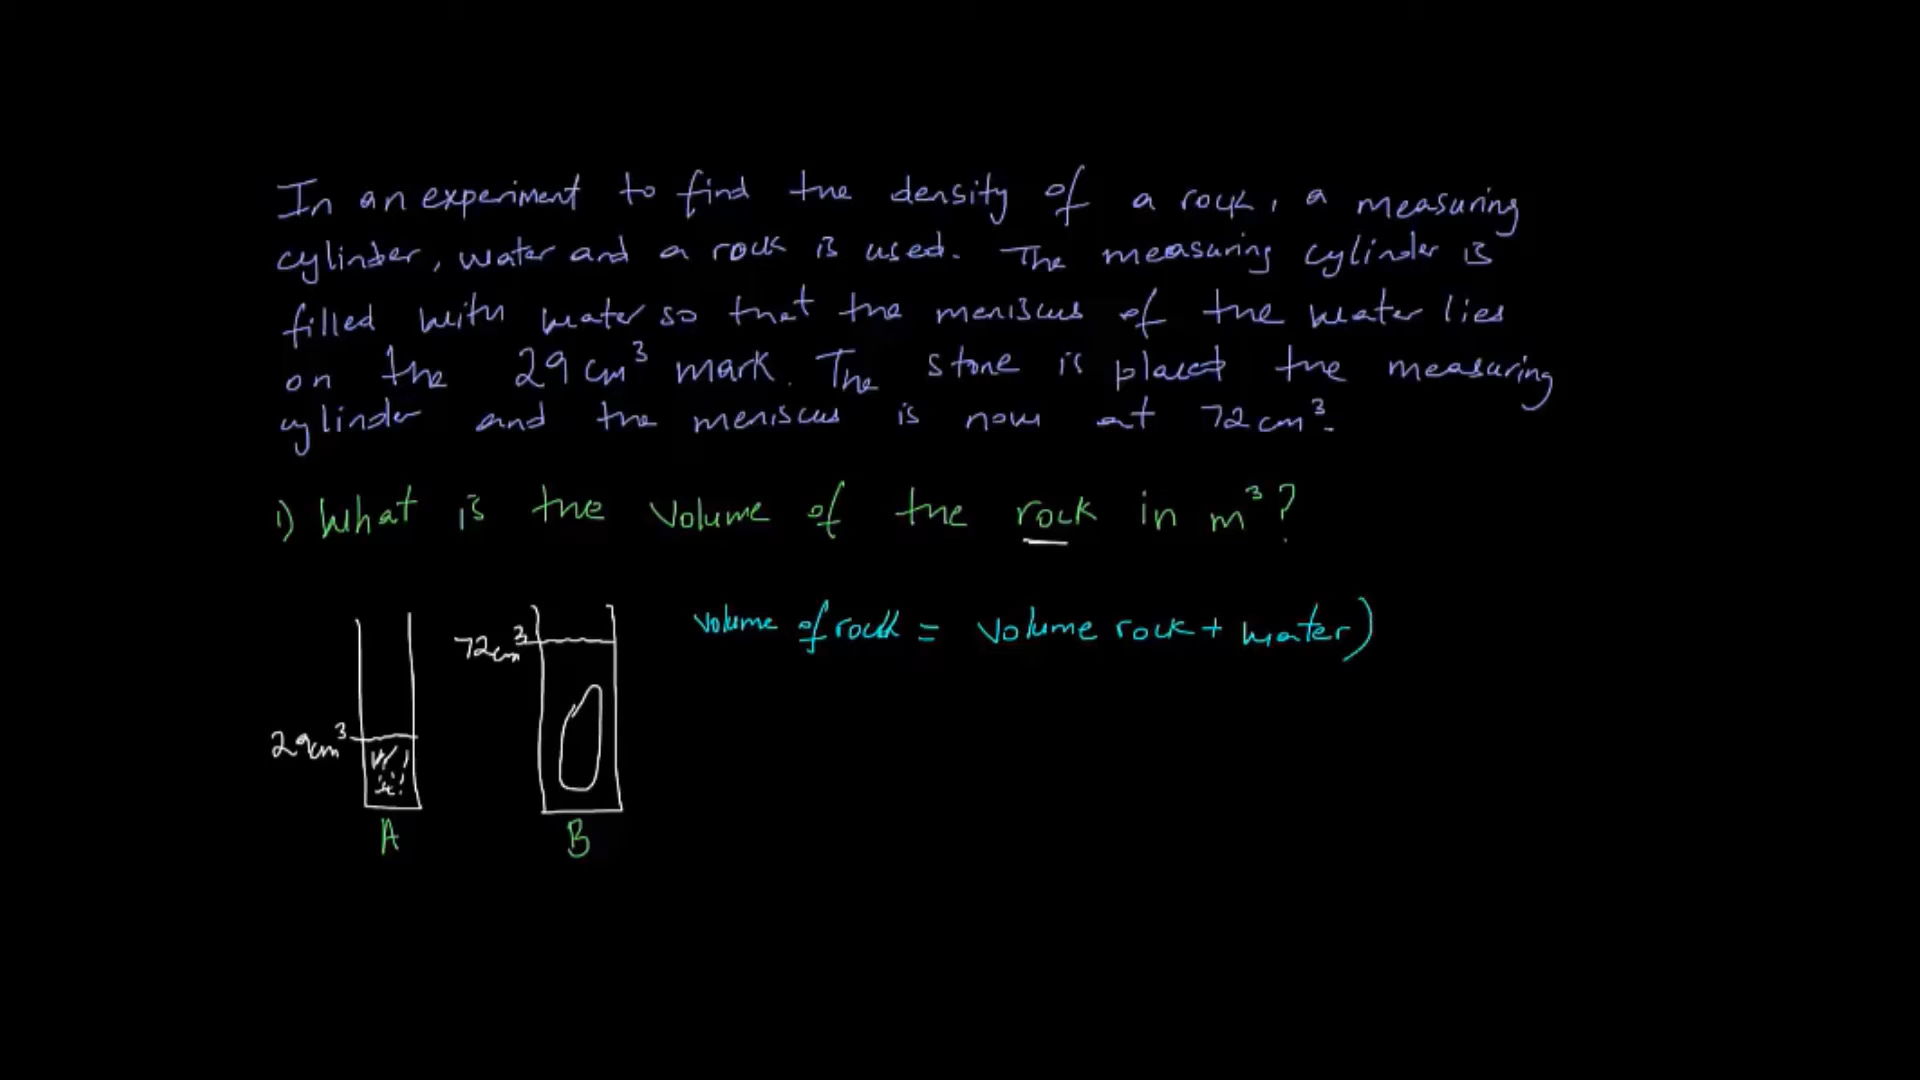 In an experiment to find the density of a rock, a measuring
cylinder, water and a rock is used. The measuring cylinder is
filled with water so that the meniscus of the water lies
on the 29 cm³ mark. The stone is placed the measuring
cylinder and the meniscus is now at 72 cm³.
1) What is the volume of the rock in m³?
volume of rock = volume rock + water)
72cm³
29cm³
A
B